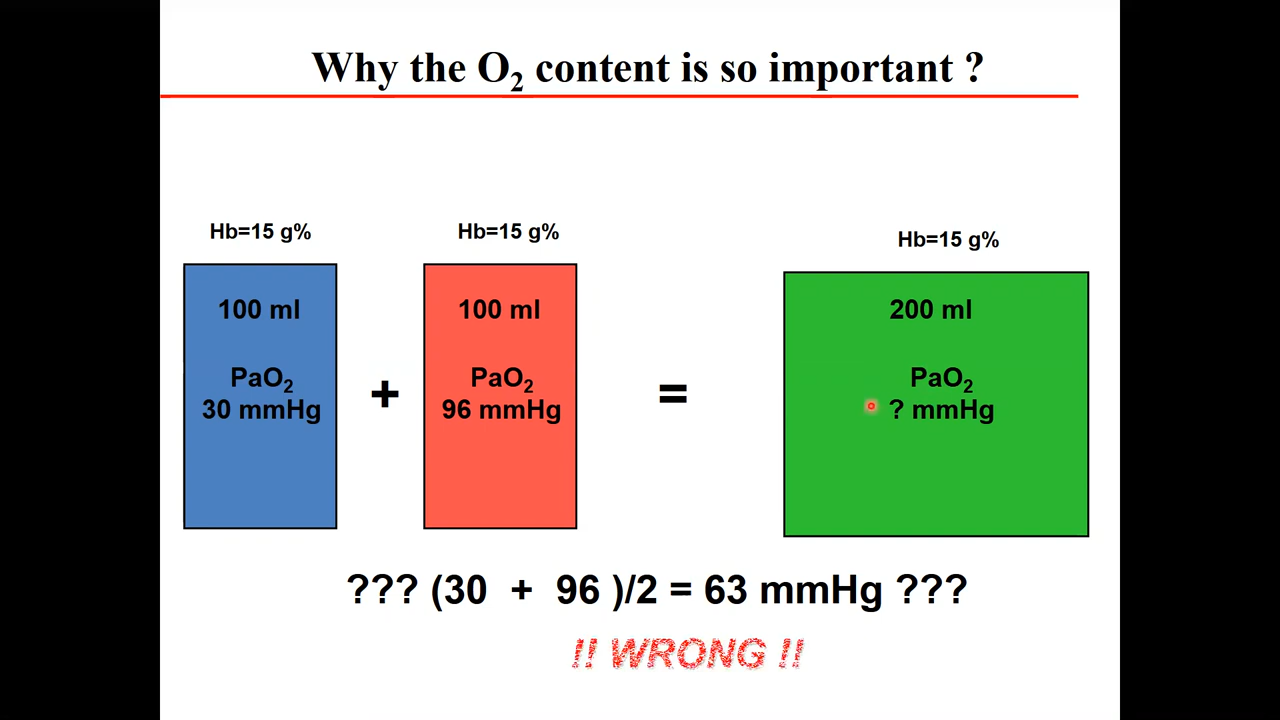 Why the O₂ content is so important ?
Hb=15 g%
Hb=15 g%
Hb=15 g%
100 ml
PaO₂
30 mmHg
+
100 ml
PaO₂
96 mmHg
=
200 ml
PaO₂
? mmHg
??? (30 + 96 )/2 = 63 mmHg ???
!! WRONG !!